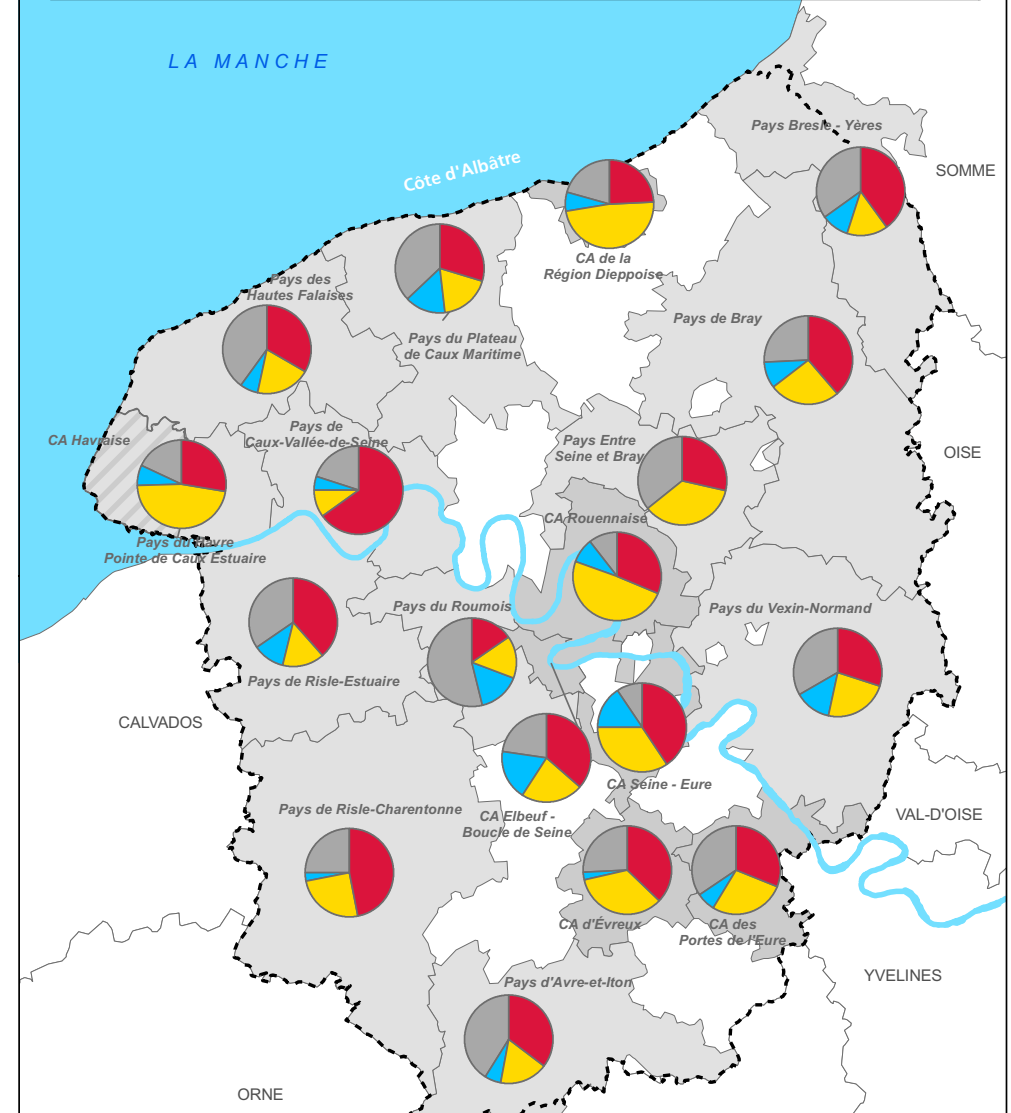 LA MANCHE
Pays Bresle - Yères
SOMME
Côte d'Albâtre
CA de la
Région Dieppoise
Pays des
Hautes Falaises
Pays du Plateau
de Caux Maritime
Pays de Bray
CA Havraise
Pays de
Caux-Vallée-de-Seine
Pays Entre
Seine et Bray
OISE
CA Rouennaise
Pays du Havre
Pointe de Caux Estuaire
Pays du Roumois
Pays du Vexin-Normand
Pays de Risle-Estuaire
CALVADOS
CA Seine - Eure
Pays de Risle-Charentonne
CA Elbeuf -
Boucle de Seine
VAL-D'OISE
CA d'Évreux
CA des
Portes de l'Eure
YVELINES
Pays d'Avre-et-Iton
ORNE